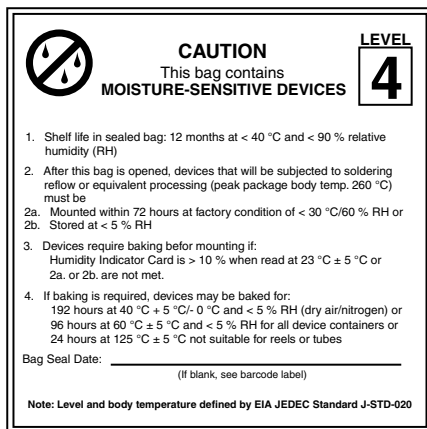 LEVEL
CAUTION
4
This bag contains
MOISTURE-SENSITIVE DEVICES
1. Shelf life in sealed bag: 12 months at < 40 °C and < 90 % relative
humidity (RH)
2. After this bag is opened, devices that will be subjected to soldering
reflow or equivalent processing (peak package body temp. 260 °C)
must be
2a. Mounted within 72 hours at factory condition of < 30 °C/60 % RH or
2b. Stored at < 5 % RH
3. Devices require baking befor mounting if:
Humidity Indicator Card is > 10 % when read at 23 °C ± 5 °C or
2a. or 2b. are not met.
4. If baking is required, devices may be baked for:
192 hours at 40 °C + 5 °C/- 0 °C and < 5 % RH (dry air/nitrogen) or
96 hours at 60 °C ± 5 °C and < 5 % RH for all device containers or
24 hours at 125 °C ± 5 °C not suitable for reels or tubes
Bag Seal Date:
(If blank, see barcode label)
Note: Level and body temperature defined by EIA JEDEC Standard J-STD-020